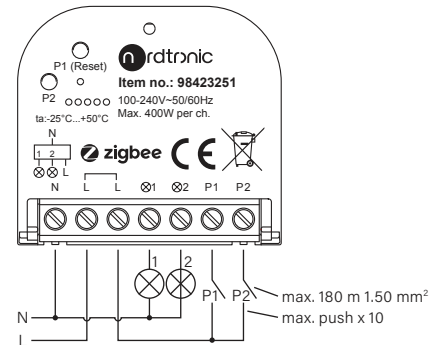 nordtronic
P1 (Reset)
Item no.: 98423251
P2
100-240V~50/60Hz
ta:-25°C...+50°C
Max. 400W per ch.
N
1 2
L
zigbee CE
N L L ⊗1 ⊗2 P1 P2
1 2
P1 P2
max. 180 m 1.50 mm²
max. push x 10
N
L